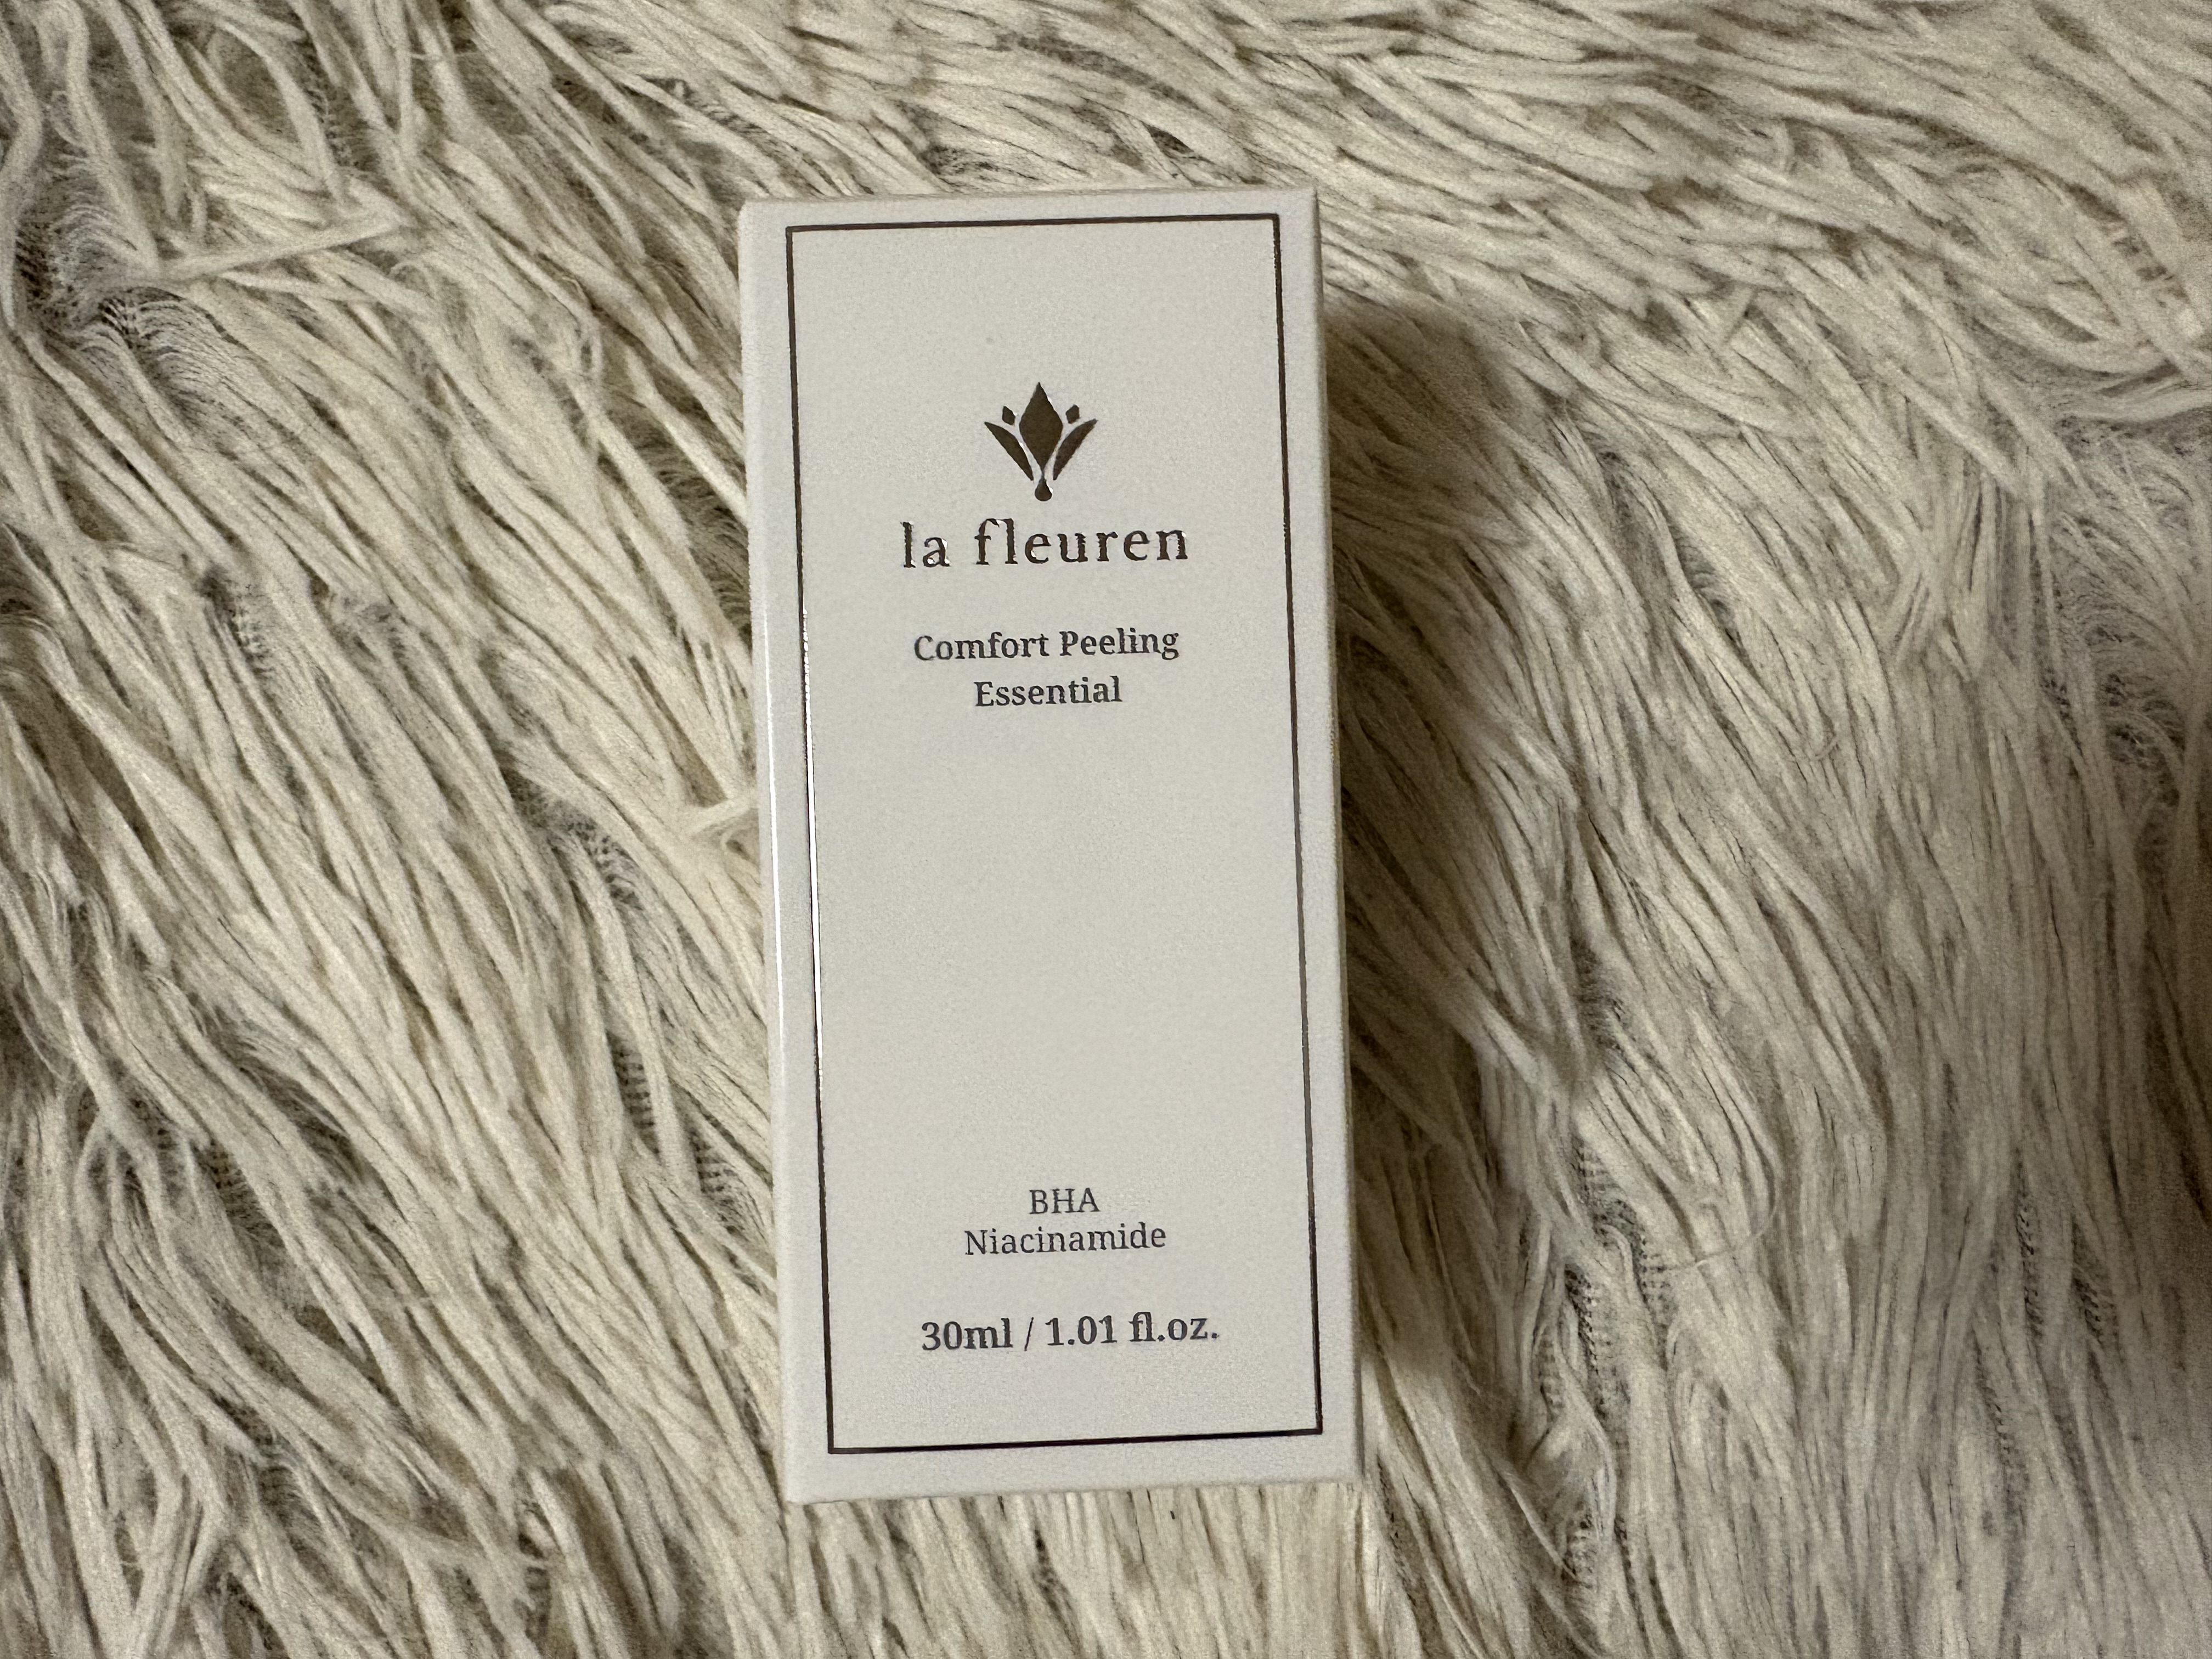 la fleuren
Comfort Peeling
Essential
BHA
Niacinamide
30ml / 1.01 fl.oz.